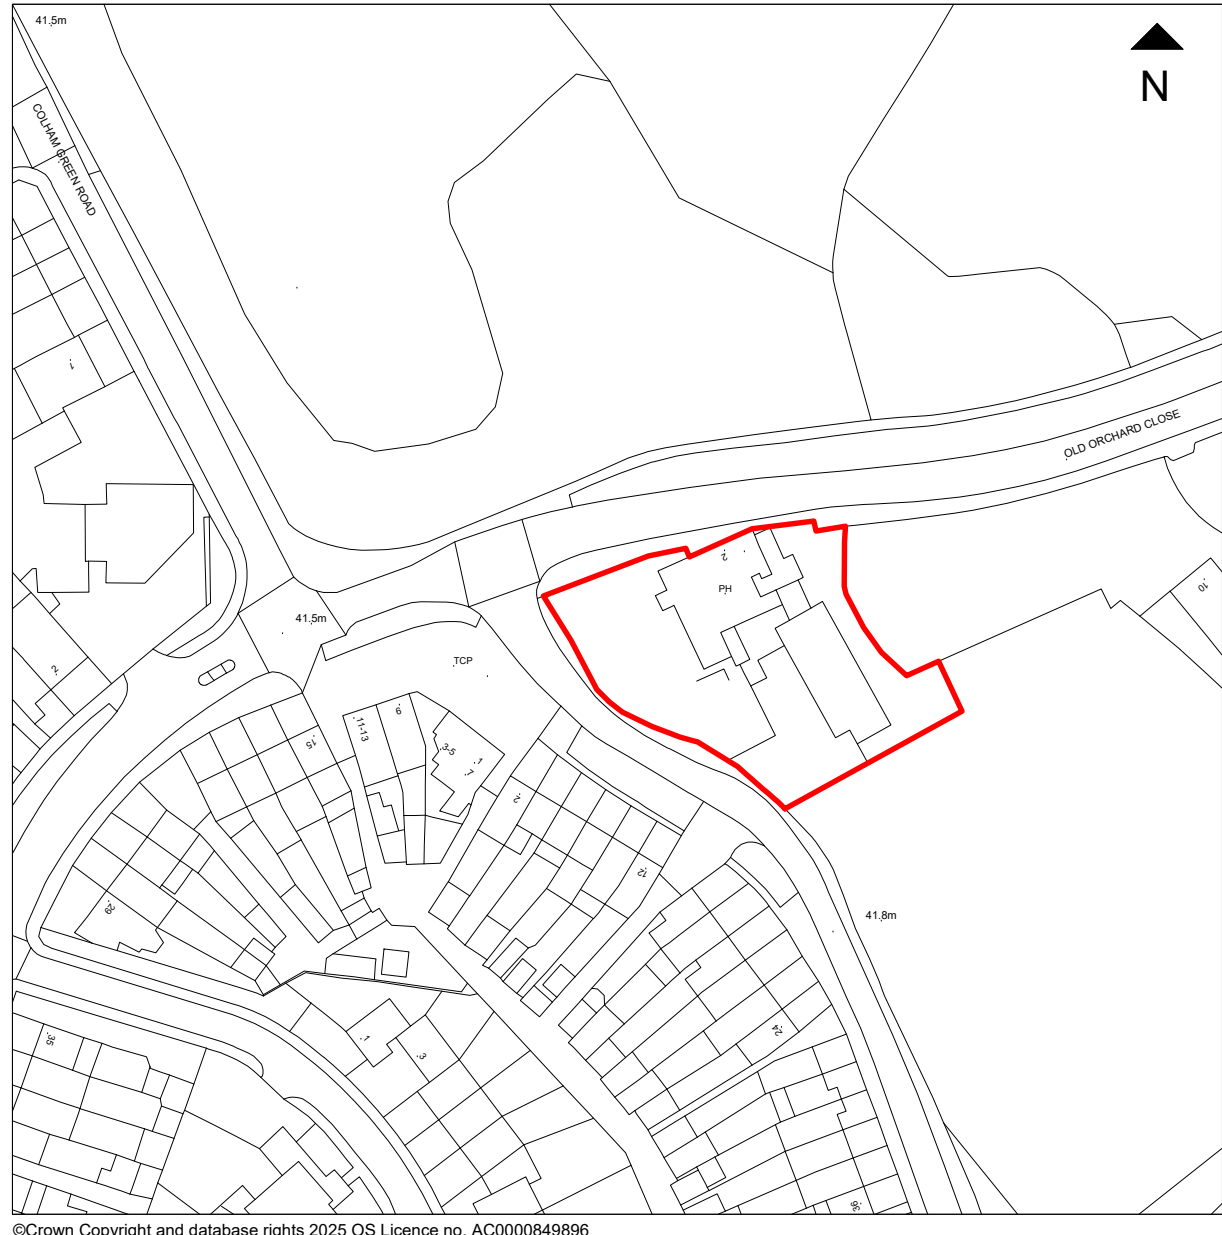 41.5m
N
COLHAM GREEN ROAD
1
OLD ORCHARD CLOSE
2
PH
10
41.5m
TCP
2
9
11-13
15
3-5
1
7
2
12
29
41.8m
24
1
3
35
36
©Crown Copyright and database rights 2025 OS Licence no. AC0000849896